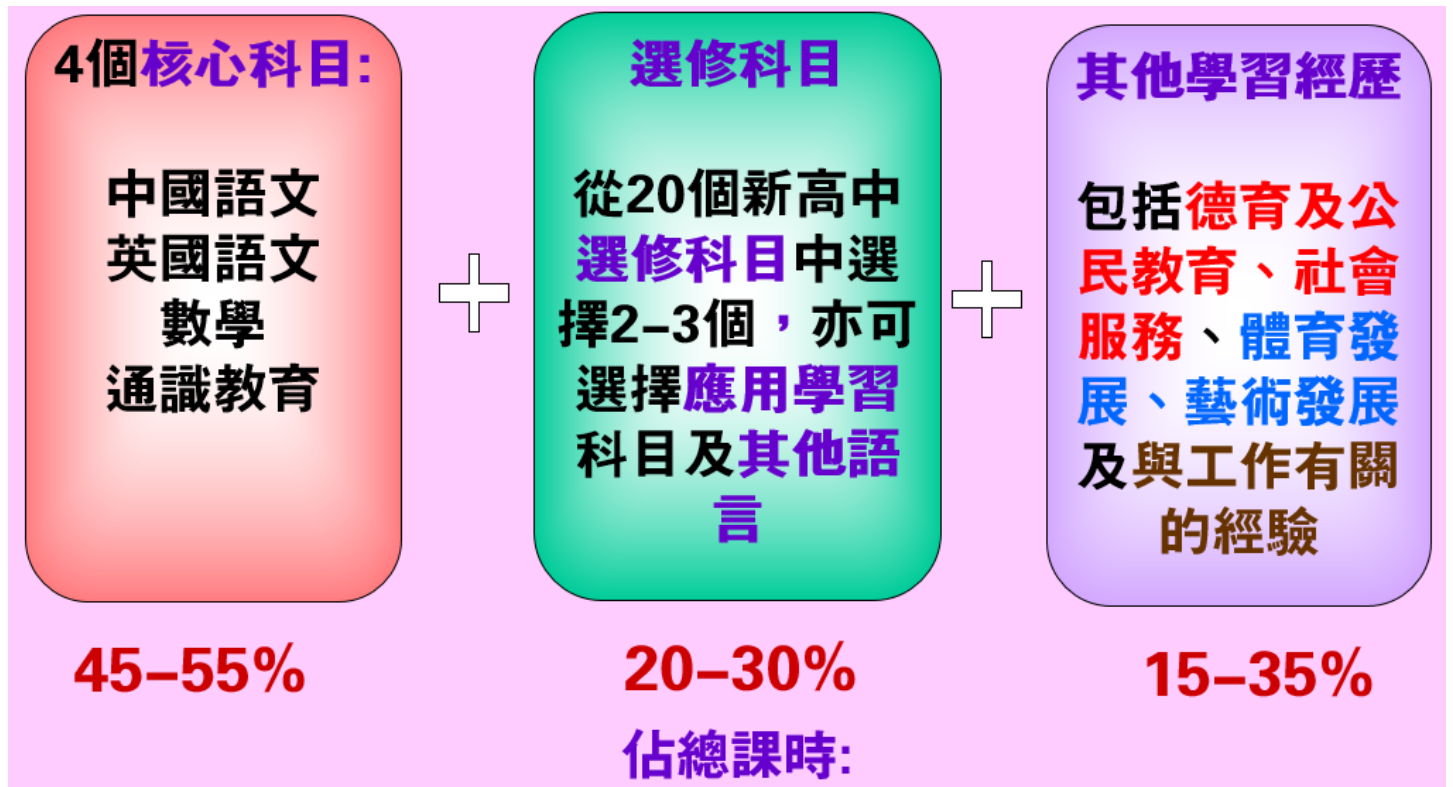 4個核心科目:
中國語文
英國語文
數學
通識教育
選修科目
從20個新高中
選修科目中選
擇2–3個，亦可
選擇應用學習
科目及其他語
言
其他學習經歷
包括德育及公
民教育、社會
服務、體育發
展、藝術發展
及與工作有關
的經驗
45–55%
20–30%
15–35%
佔總課時: